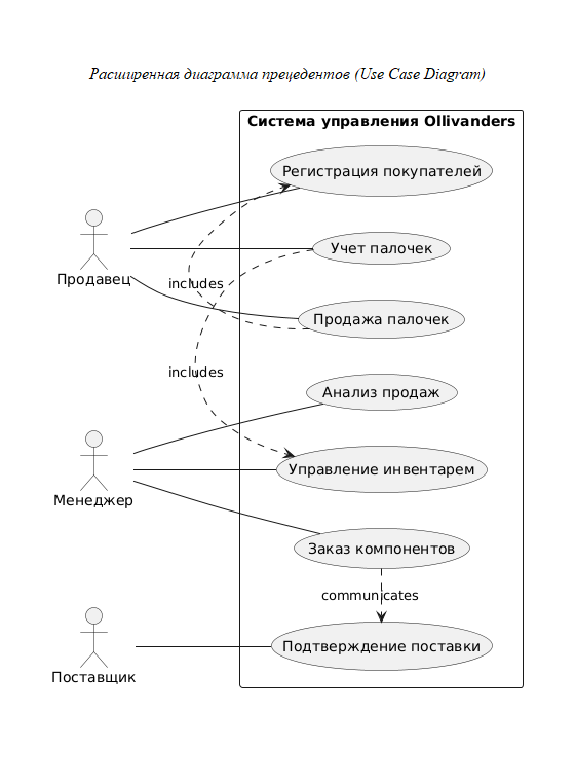 Расширенная диаграмма прецедентов (Use Case Diagram)
Система управления Ollivanders
Регистрация покупателей
Учет палочек
Продавец
includes
Продажа палочек
includes
Анализ продаж
Управление инвентарем
Менеджер
Заказ компонентов
communicates
Подтверждение поставки
Поставщик